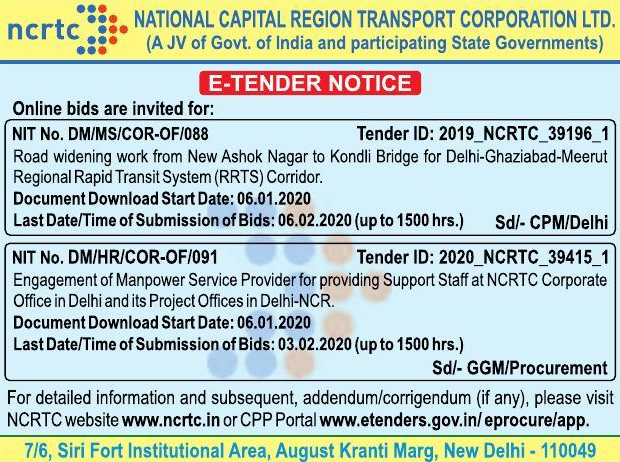 ncrtc
NATIONAL CAPITAL REGION TRANSPORT CORPORATION LTD.
(A JV of Govt. of India and participating State Governments)
E-TENDER NOTICE
Online bids are invited for:
NIT No. DM/MS/COR-OF/088 Tender ID: 2019_NCRTC_39196_1
Road widening work from New Ashok Nagar to Kondli Bridge for Delhi-Ghaziabad-Meerut
Regional Rapid Transit System (RRTS) Corridor.
Document Download Start Date: 06.01.2020
Last Date/Time of Submission of Bids: 06.02.2020 (up to 1500 hrs.) Sd/- CPM/Delhi
NIT No. DM/HR/COR-OF/091 Tender ID: 2020_NCRTC_39415_1
Engagement of Manpower Service Provider for providing Support Staff at NCRTC Corporate
Office in Delhi and its Project Offices in Delhi-NCR.
Document Download Start Date: 06.01.2020
Last Date/Time of Submission of Bids: 03.02.2020 (up to 1500 hrs.)
Sd/- GGM/Procurement
For detailed information and subsequent, addendum/corrigendum (if any), please visit
NCRTC website www.ncrtc.in or CPP Portal www.etenders.gov.in/ eprocure/app.
7/6, Siri Fort Institutional Area, August Kranti Marg, New Delhi - 110049